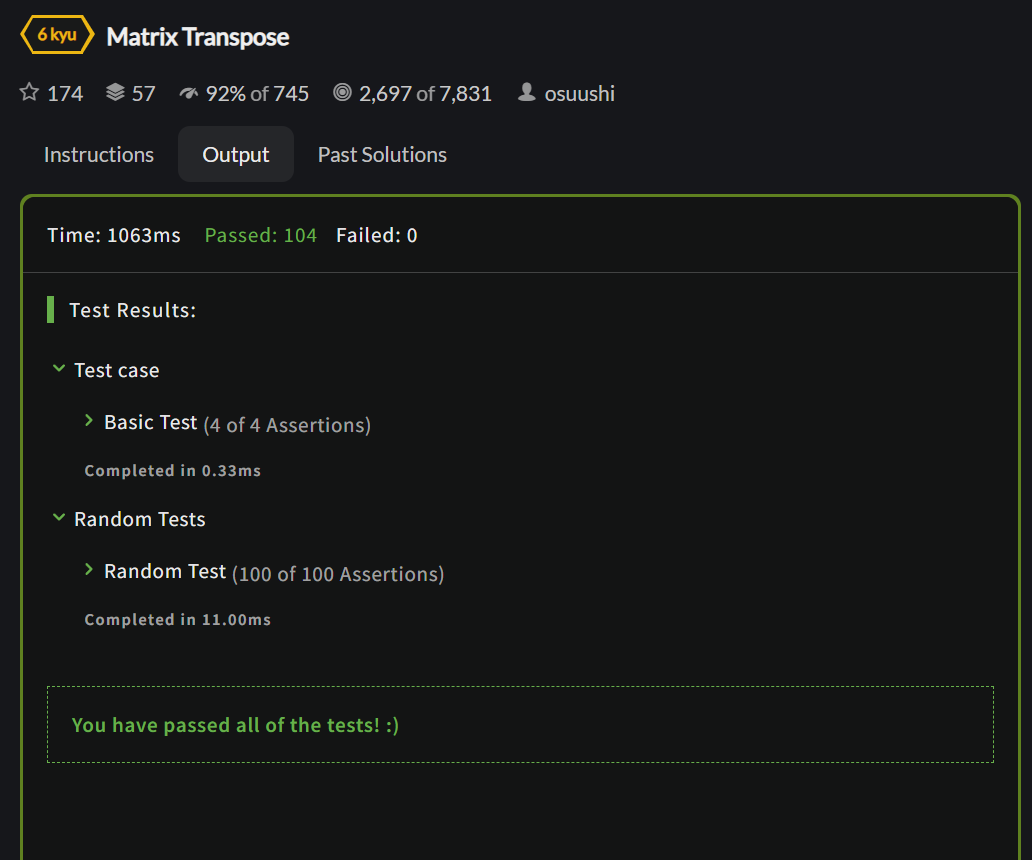 6 kyu Matrix Transpose
174 57 92% of 745 2,697 of 7,831 osuushi
Instructions Output Past Solutions
Time: 1063ms Passed: 104 Failed: 0
Test Results:
Test case
Basic Test (4 of 4 Assertions)
Completed in 0.33ms
Random Tests
Random Test (100 of 100 Assertions)
Completed in 11.00ms
You have passed all of the tests! :)